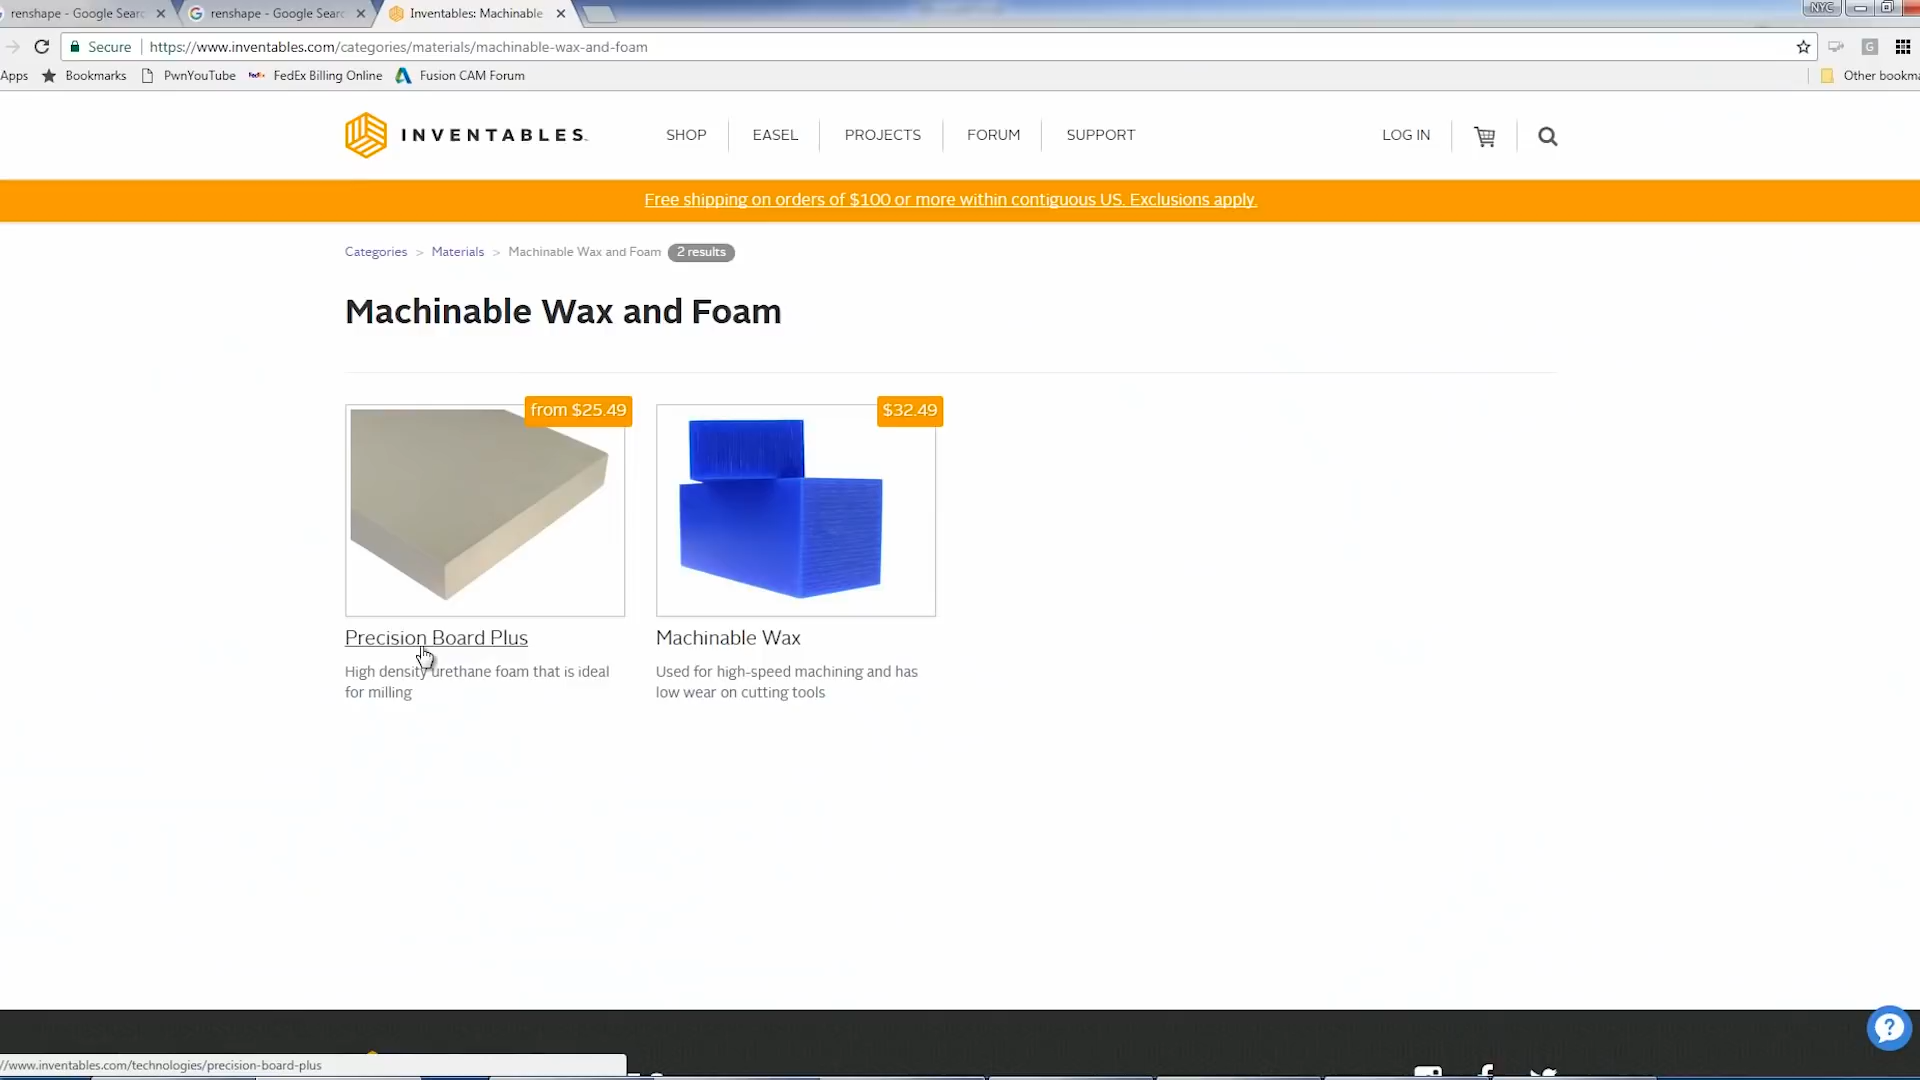 renshape - Google Searc
renshape - Google Searc
Inventables: Machinable
NYC
Secure
https://www.inventables.com/categories/materials/machinable-wax-and-foam
Apps
Bookmarks
PwnYouTube
FedEx Billing Online
Fusion CAM Forum
Other bookma
INVENTABLES
SHOP
EASEL
PROJECTS
FORUM
SUPPORT
LOG IN
Free shipping on orders of $100 or more within contiguous US. Exclusions apply.
Categories > Materials > Machinable Wax and Foam 2 results
Machinable Wax and Foam
from $25.49
$32.49
Precision Board Plus
High density urethane foam that is ideal
for milling
Machinable Wax
Used for high-speed machining and has
low wear on cutting tools
//www.inventables.com/technologies/precision-board-plus